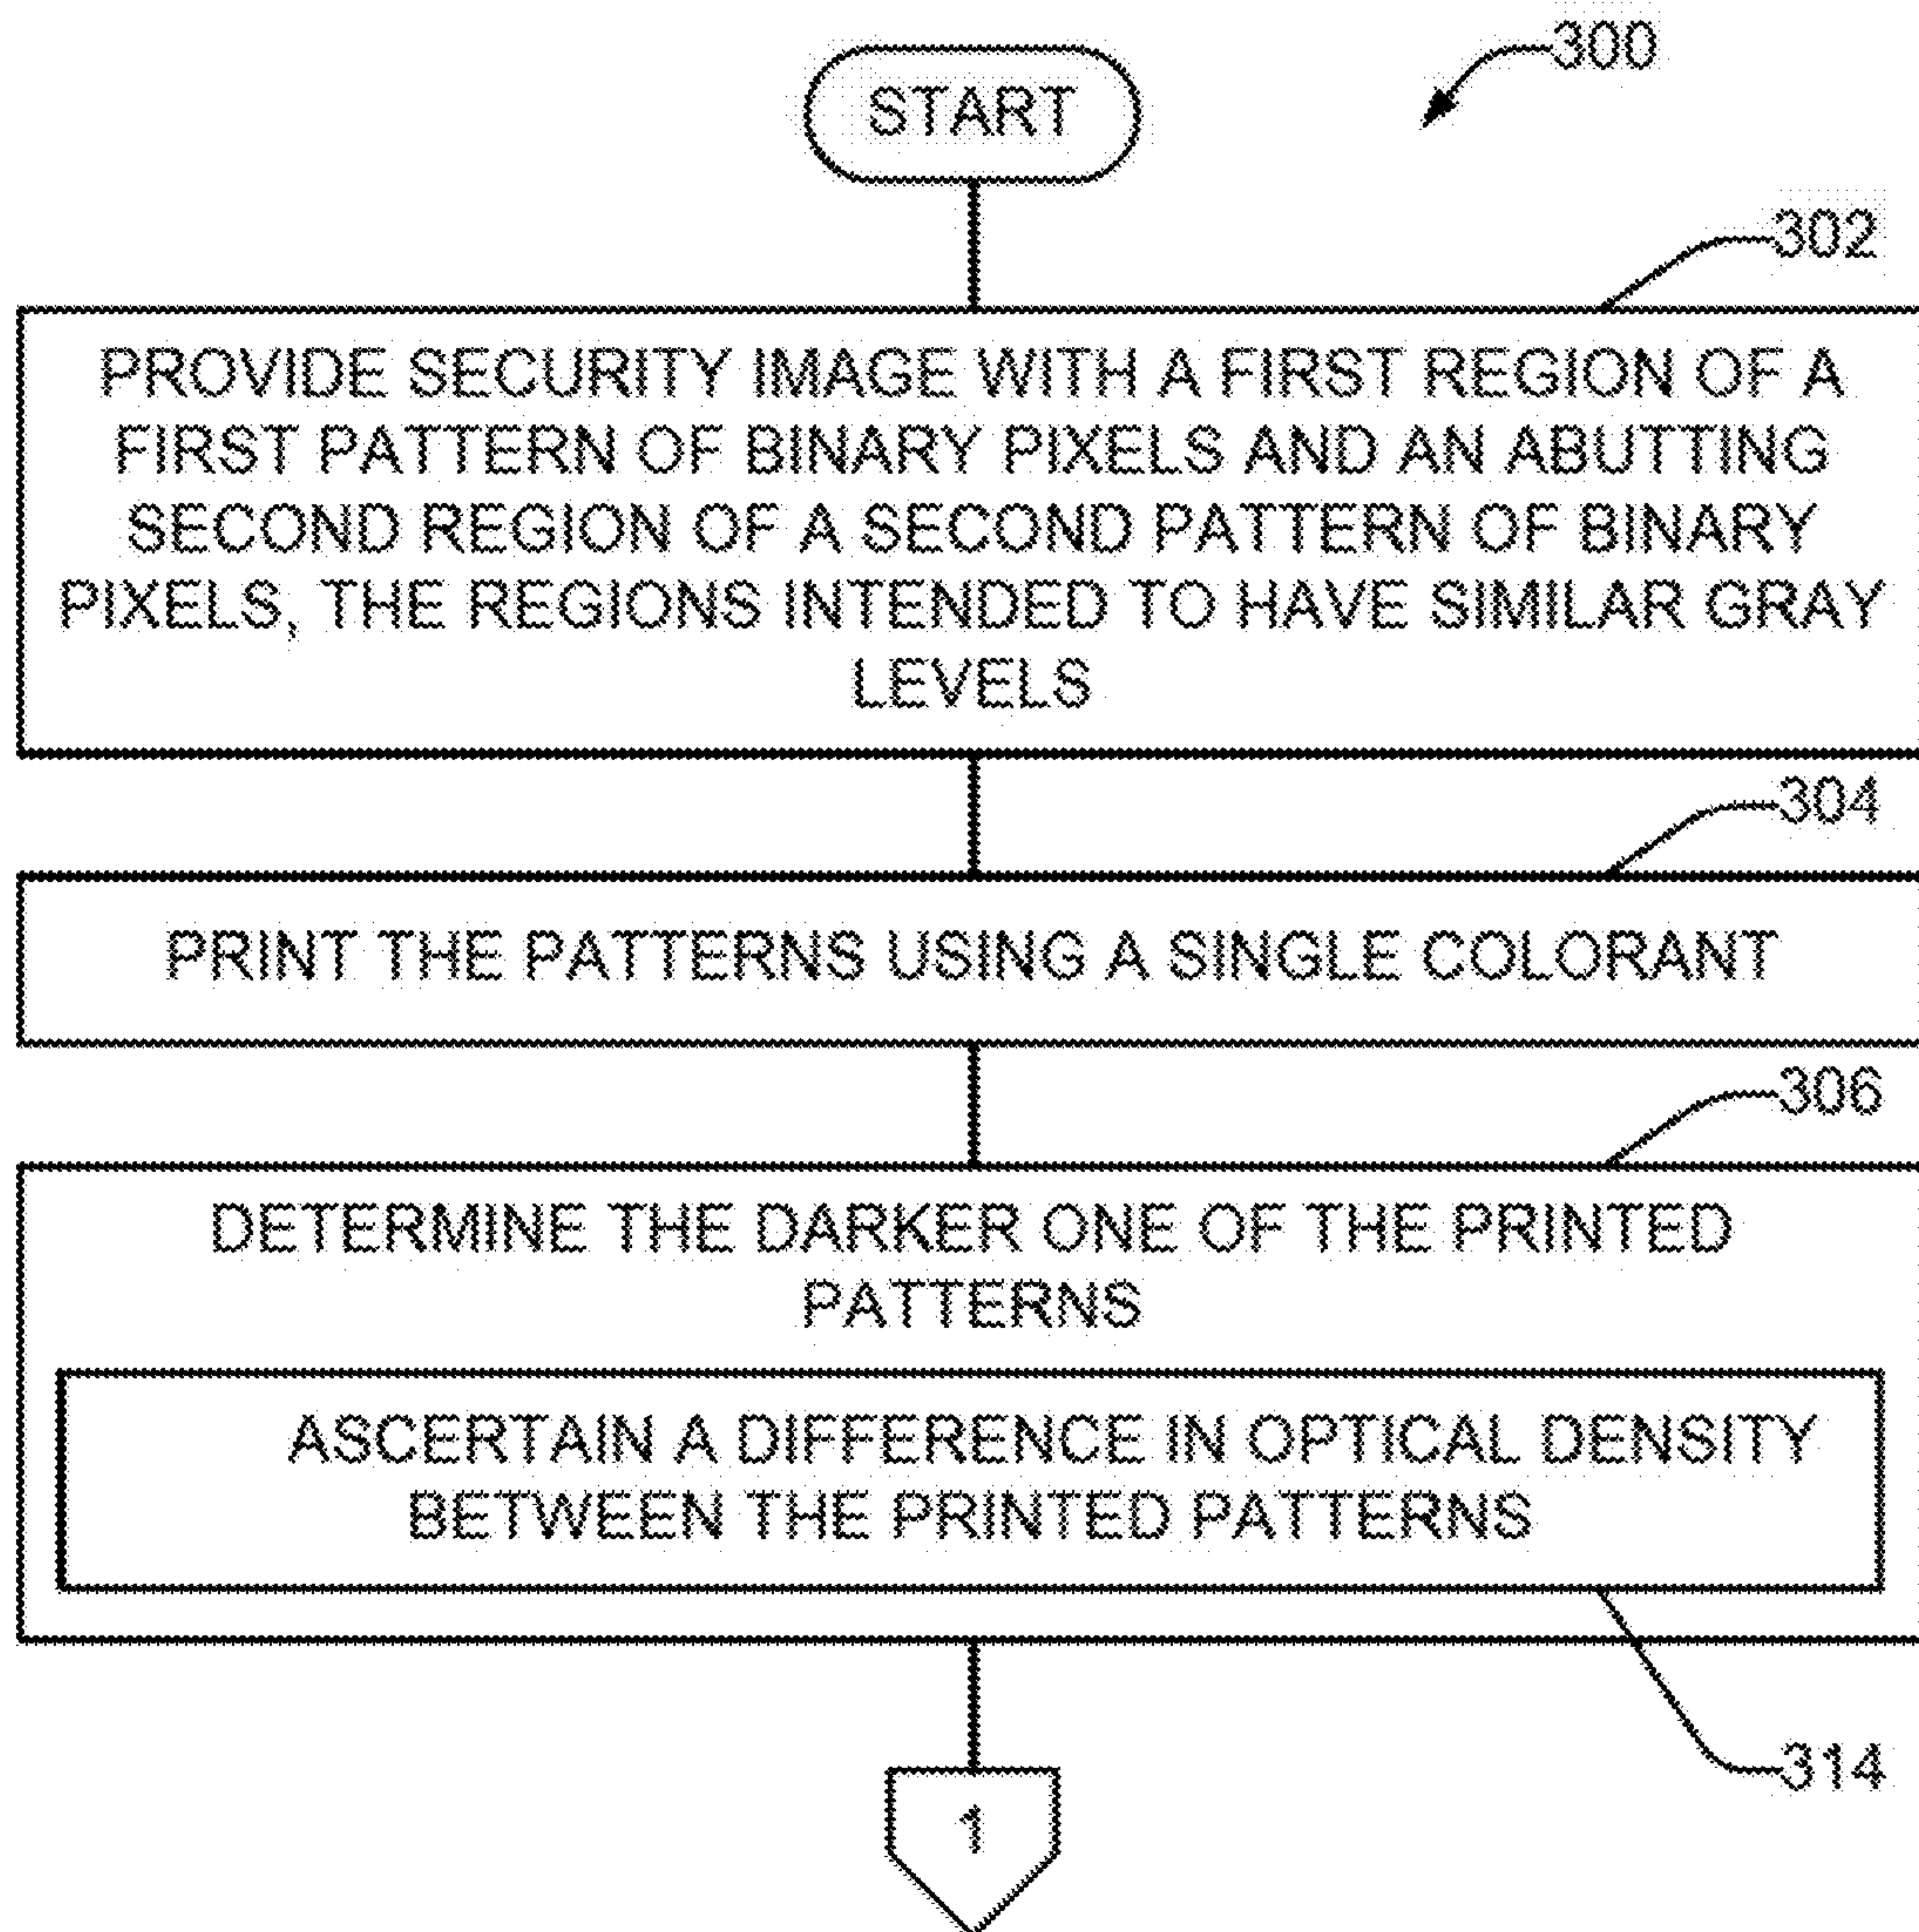 START
300
302
PROVIDE SECURITY IMAGE WITH A FIRST REGION OF A
FIRST PATTERN OF BINARY PIXELS AND AN ABUTTING
SECOND REGION OF A SECOND PATTERN OF BINARY
PIXELS, THE REGIONS INTENDED TO HAVE SIMILAR GRAY
LEVELS
304
PRINT THE PATTERNS USING A SINGLE COLORANT
306
DETERMINE THE DARKER ONE OF THE PRINTED
PATTERNS
ASCERTAIN A DIFFERENCE IN OPTICAL DENSITY
BETWEEN THE PRINTED PATTERNS
314
1